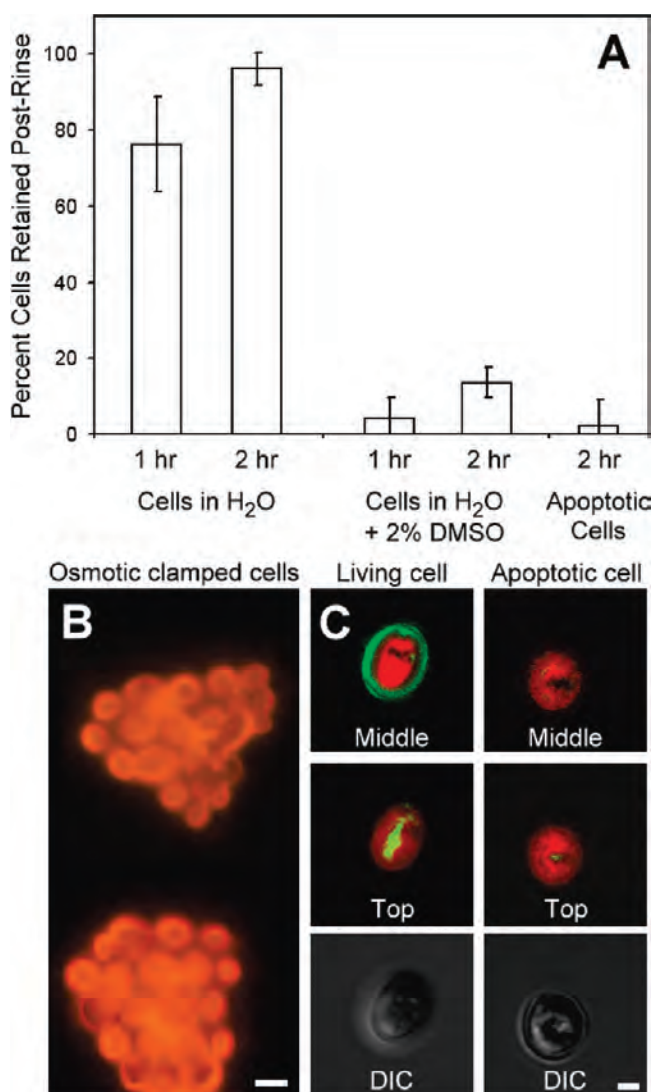 A
Percent Cells Retained Post-Rinse
100
80
60
40
20
0
1 hr 2 hr 1 hr 2 hr 2 hr
Cells in H₂O Cells in H₂O Apoptotic
+ 2% DMSO Cells
Osmotic clamped cells Living cell Apoptotic cell
B C
Middle Middle
Top Top
DIC DIC